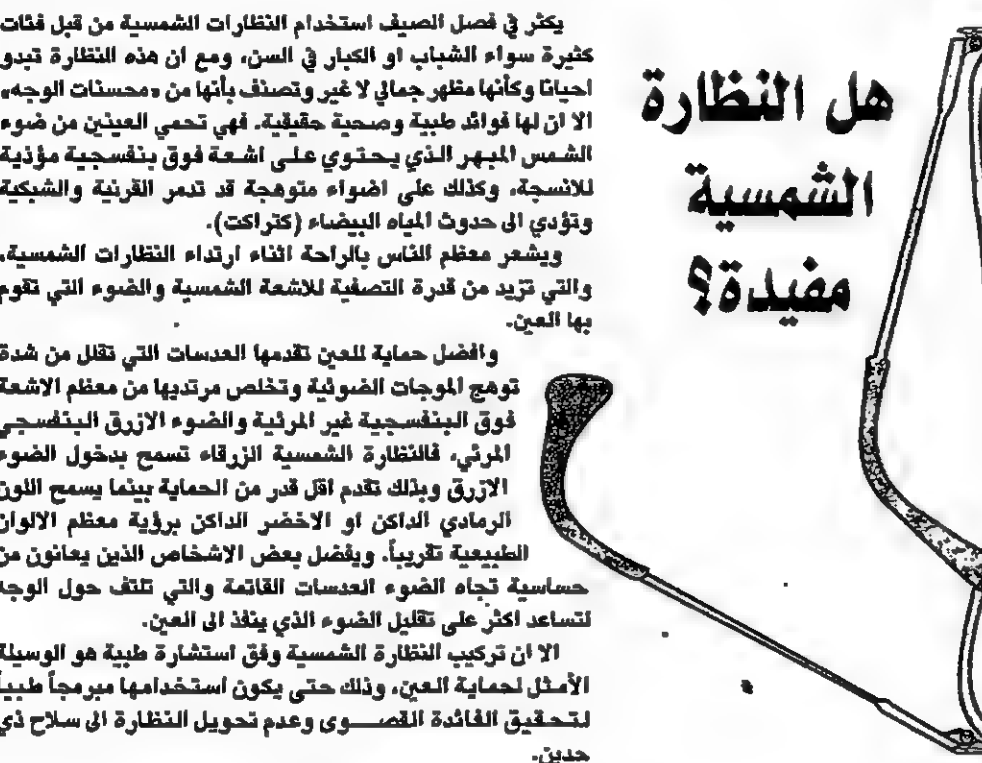 هل النظارة
الشمسية
مفيدة؟
يكثر في فصل الصيف استخدام النظارات الشمسية من قبل فئات
كثيرة سواء الشباب او الكبار في السن، ومع ان هذه النظارة تبدو
احيانا وكأنها مظهر جمالي لا غير وتصنف بأنها من «محسنات الوجه»
الا ان لها فوائد طبية وصحية حقيقية. فهي تحمي العينين من ضوء
الشمس المبهر الذي يحتوي على اشعة فوق بنفسجية مؤذية
للانسجة، وكذلك على اضواء متوهجة قد تدمر القرنية والشبكية
وتؤدي الى حدوث المياه البيضاء (كتراكت).
ويشعر معظم الناس بالراحة اثناء ارتداء النظارات الشمسية،
والتي تزيد من قدرة التصفية للاشعة الشمسية والضوء التي تقوم
بها العين.
وافضل حماية للعين تقدمها العدسات التي تقلل من شدة
توهج الموجات الضوئية وتخلص مرتديها من معظم الاشعة
فوق البنفسجية غير المرئية والضوء الازرق البنفسجي
المرئي، فالنظارة الشمسية الزرقاء تسمح بدخول الضوء
الازرق وبذلك تقدم اقل قدر من الحماية بينما يسمح اللون
الرمادي الداكن او الاخضر الداكن برؤية معظم الالوان
الطبيعية تقريباً. ويفضل بعض الاشخاص الذين يعانون من
حساسية تجاه الضوء العدسات القاتمة والتي تلتف حول الوجه
لتساعد اكثر على تقليل الضوء الذي ينفذ الى العين.
الا ان تركيب النظارة الشمسية وفق استشارة طبية هو الوسيلة
الأمثل لحماية العين، وذلك حتى يكون استخدامها مبرمجاً طبياً
لتحقيق الفائدة القصوى وعدم تحويل النظارة الى سلاح ذي
حدين.